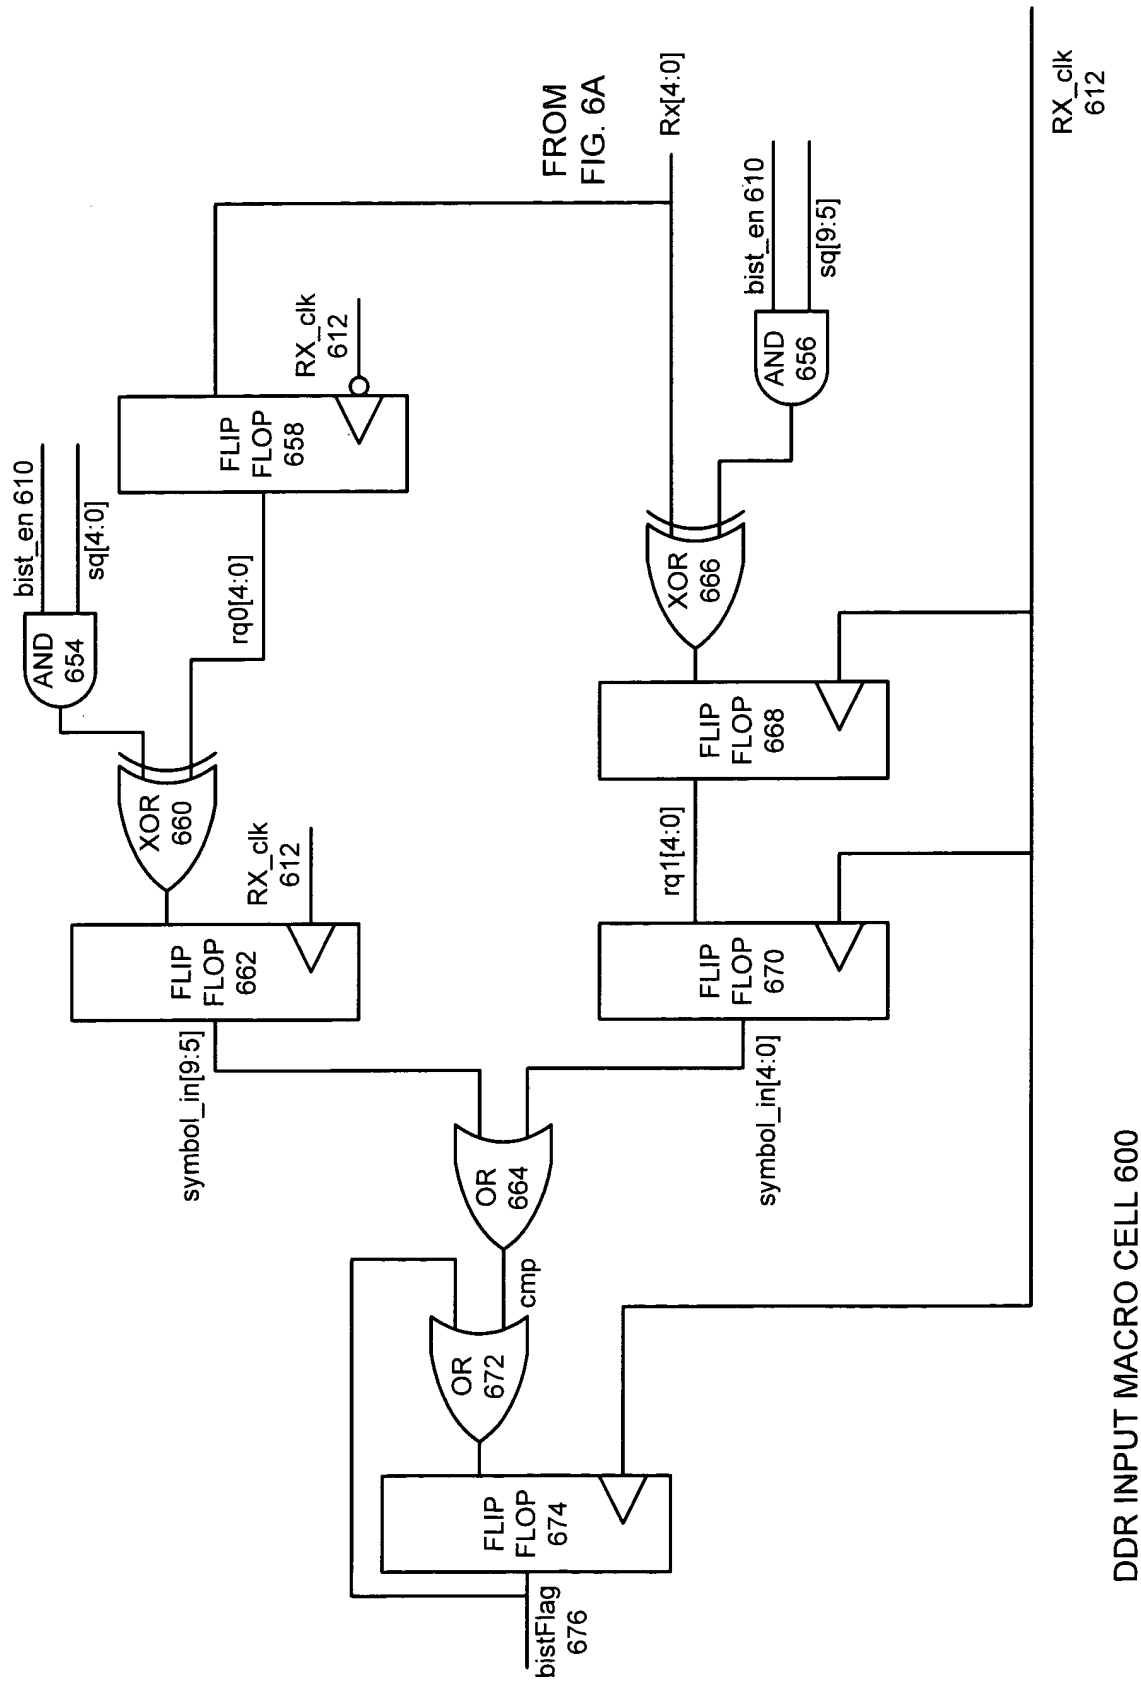 FROM
FIG. 6A
Rx[4:0]
RX_clk
612
bist_en 610
sq[9:5]
AND
656
RX_clk
612
FLIP
FLOP
658
bist_en 610
sq[4:0]
AND
654
rq0[4:0]
XOR
660
XOR
666
FLIP
FLOP
668
rq1[4:0]
RX_clk
612
FLIP
FLOP
662
FLIP
FLOP
670
symbol_in[9:5]
symbol_in[4:0]
OR
664
cmp
OR
672
FLIP
FLOP
674
bistFlag
676
DDR INPUT MACRO CELL 600